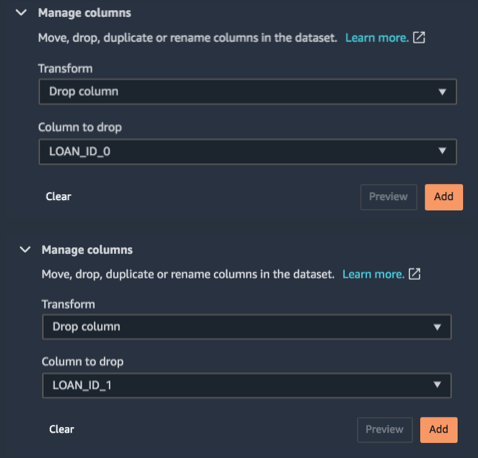 Manage columns
Move, drop, duplicate or rename columns in the dataset. Learn more.
Transform
Drop column
Column to drop
LOAN_ID_0
Clear Preview Add
Manage columns
Move, drop, duplicate or rename columns in the dataset. Learn more.
Transform
Drop column
Column to drop
LOAN_ID_1
Clear Preview Add